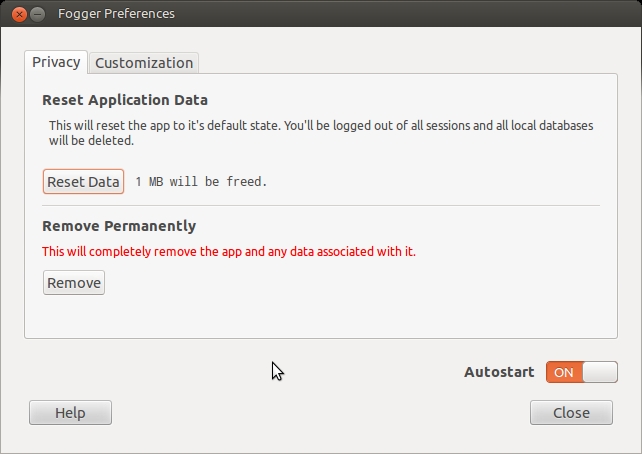 Fogger Preferences
Privacy
Customization
Reset Application Data
This will reset the app to it's default state. You'll be logged out of all sessions and all local databases
will be deleted.
Reset Data
1 MB will be freed.
Remove Permanently
This will completely remove the app and any data associated with it.
Remove
Autostart
ON
Help
Close